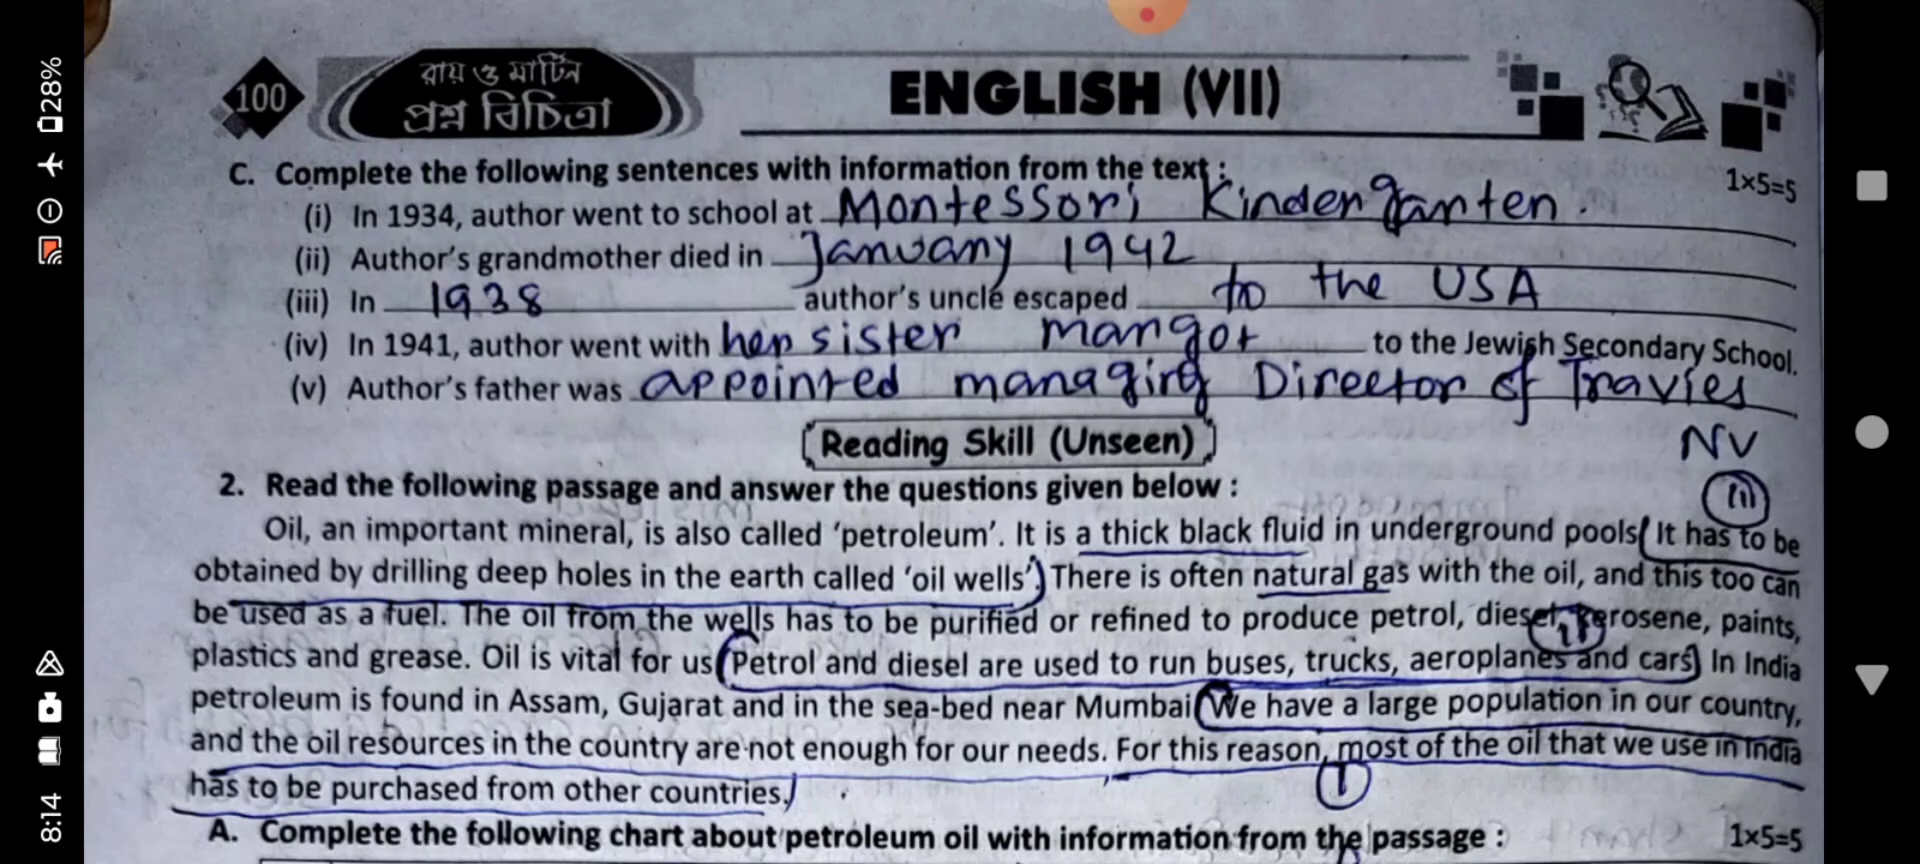 28%
8:14
100
রায় ও মার্টিন
প্রশ্ন বিচিত্রা
ENGLISH (VII)
C. Complete the following sentences with information from the text : 1×5=5
(i) In 1934, author went to school at Montessori Kindergarten.
(ii) Author's grandmother died in January 1942
(iii) In 1938 author's uncle escaped to the USA
(iv) In 1941, author went with her sister margot to the Jewish Secondary School.
(v) Author's father was appointed managing Director of Travies
NV
Reading Skill (Unseen)
2. Read the following passage and answer the questions given below :
(iii)
Oil, an important mineral, is also called 'petroleum'. It is a thick black fluid in underground pools. It has to be
obtained by drilling deep holes in the earth called 'oil wells'. There is often natural gas with the oil, and this too can
be used as a fuel. The oil from the wells has to be purified or refined to produce petrol, diesel, kerosene, paints,
(ii)
plastics and grease. Oil is vital for us. Petrol and diesel are used to run buses, trucks, aeroplanes and cars. In India
petroleum is found in Assam, Gujarat and in the sea-bed near Mumbai. We have a large population in our country,
and the oil resources in the country are not enough for our needs. For this reason, most of the oil that we use in India
has to be purchased from other countries.
(I)
A. Complete the following chart about petroleum oil with information from the passage : 1×5=5